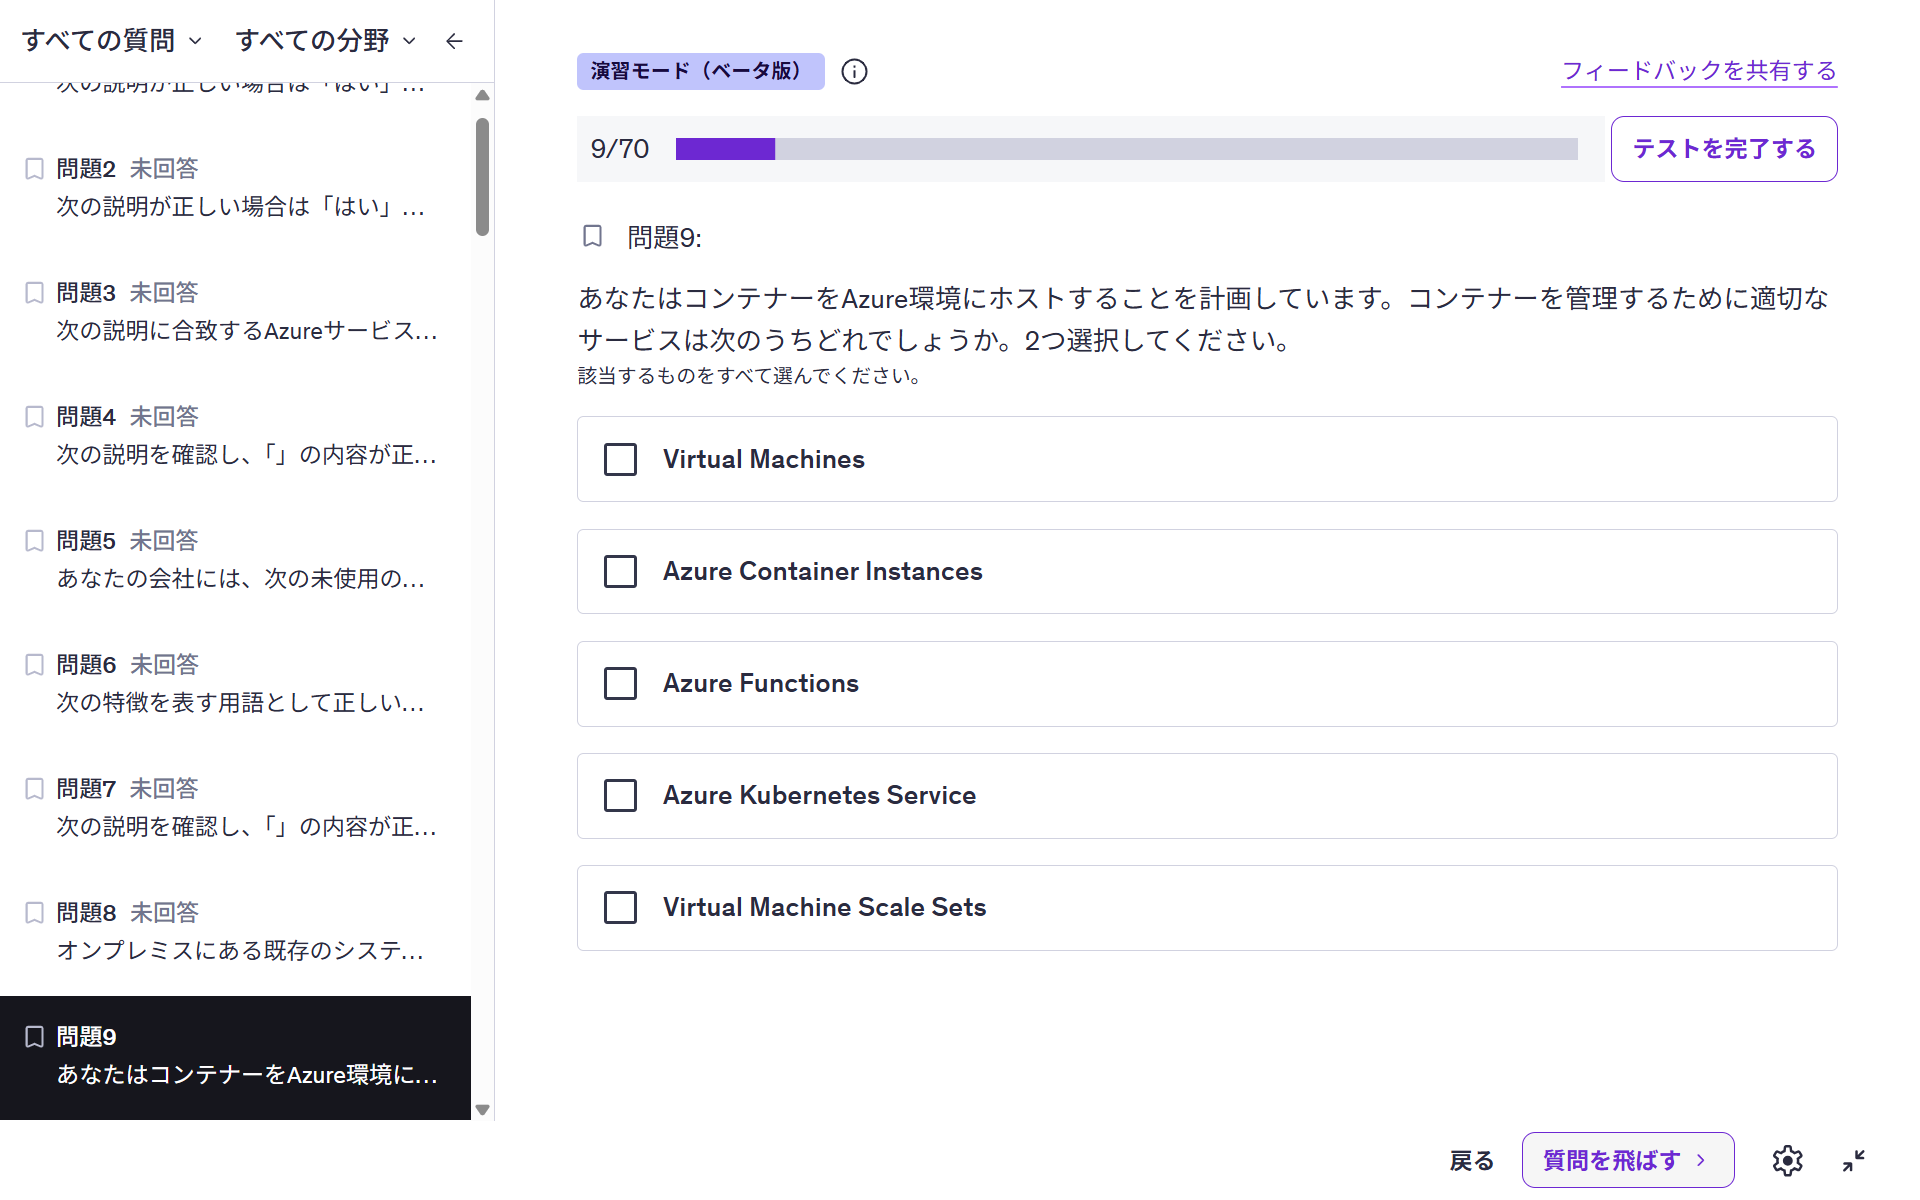 すべての質問 すべての分野
次の説明が正しい場合は「はい」...
問題2 未回答
次の説明が正しい場合は「はい」...
問題3 未回答
次の説明に合致するAzureサービス...
問題4 未回答
次の説明を確認し、「」の内容が正...
問題5 未回答
あなたの会社には、次の未使用の...
問題6 未回答
次の特徴を表す用語として正しい...
問題7 未回答
次の説明を確認し、「」の内容が正...
問題8 未回答
オンプレミスにある既存のシステ...
問題9
あなたはコンテナーをAzure環境に...
演習モード（ベータ版）
フィードバックを共有する
9/70
テストを完了する
問題9:
あなたはコンテナーをAzure環境にホストすることを計画しています。コンテナーを管理するために適切な
サービスは次のうちどれでしょうか。2つ選択してください。
該当するものをすべて選んでください。
Virtual Machines
Azure Container Instances
Azure Functions
Azure Kubernetes Service
Virtual Machine Scale Sets
戻る
質問を飛ばす